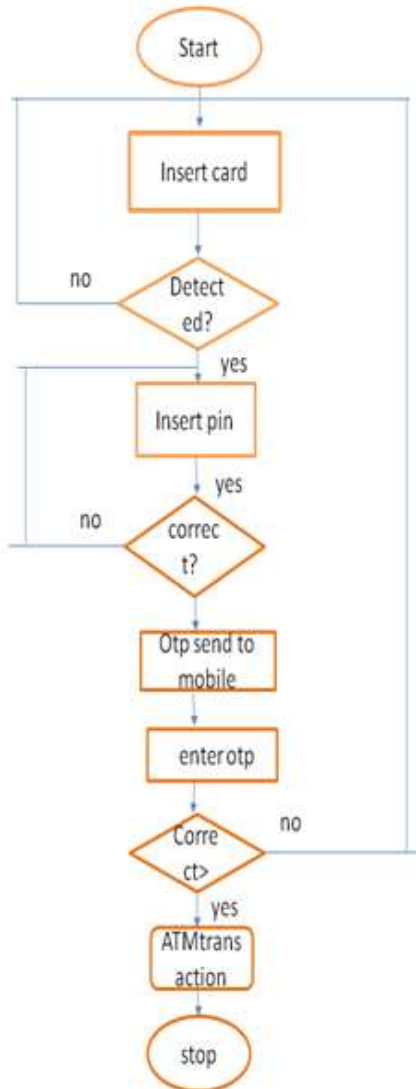 Start
Insert card
no
Detect
ed?
yes
Insert pin
yes
no
correc
t?
Otp send to
mobile
enter otp
no
Corre
ct>
yes
ATMtrans
action
stop